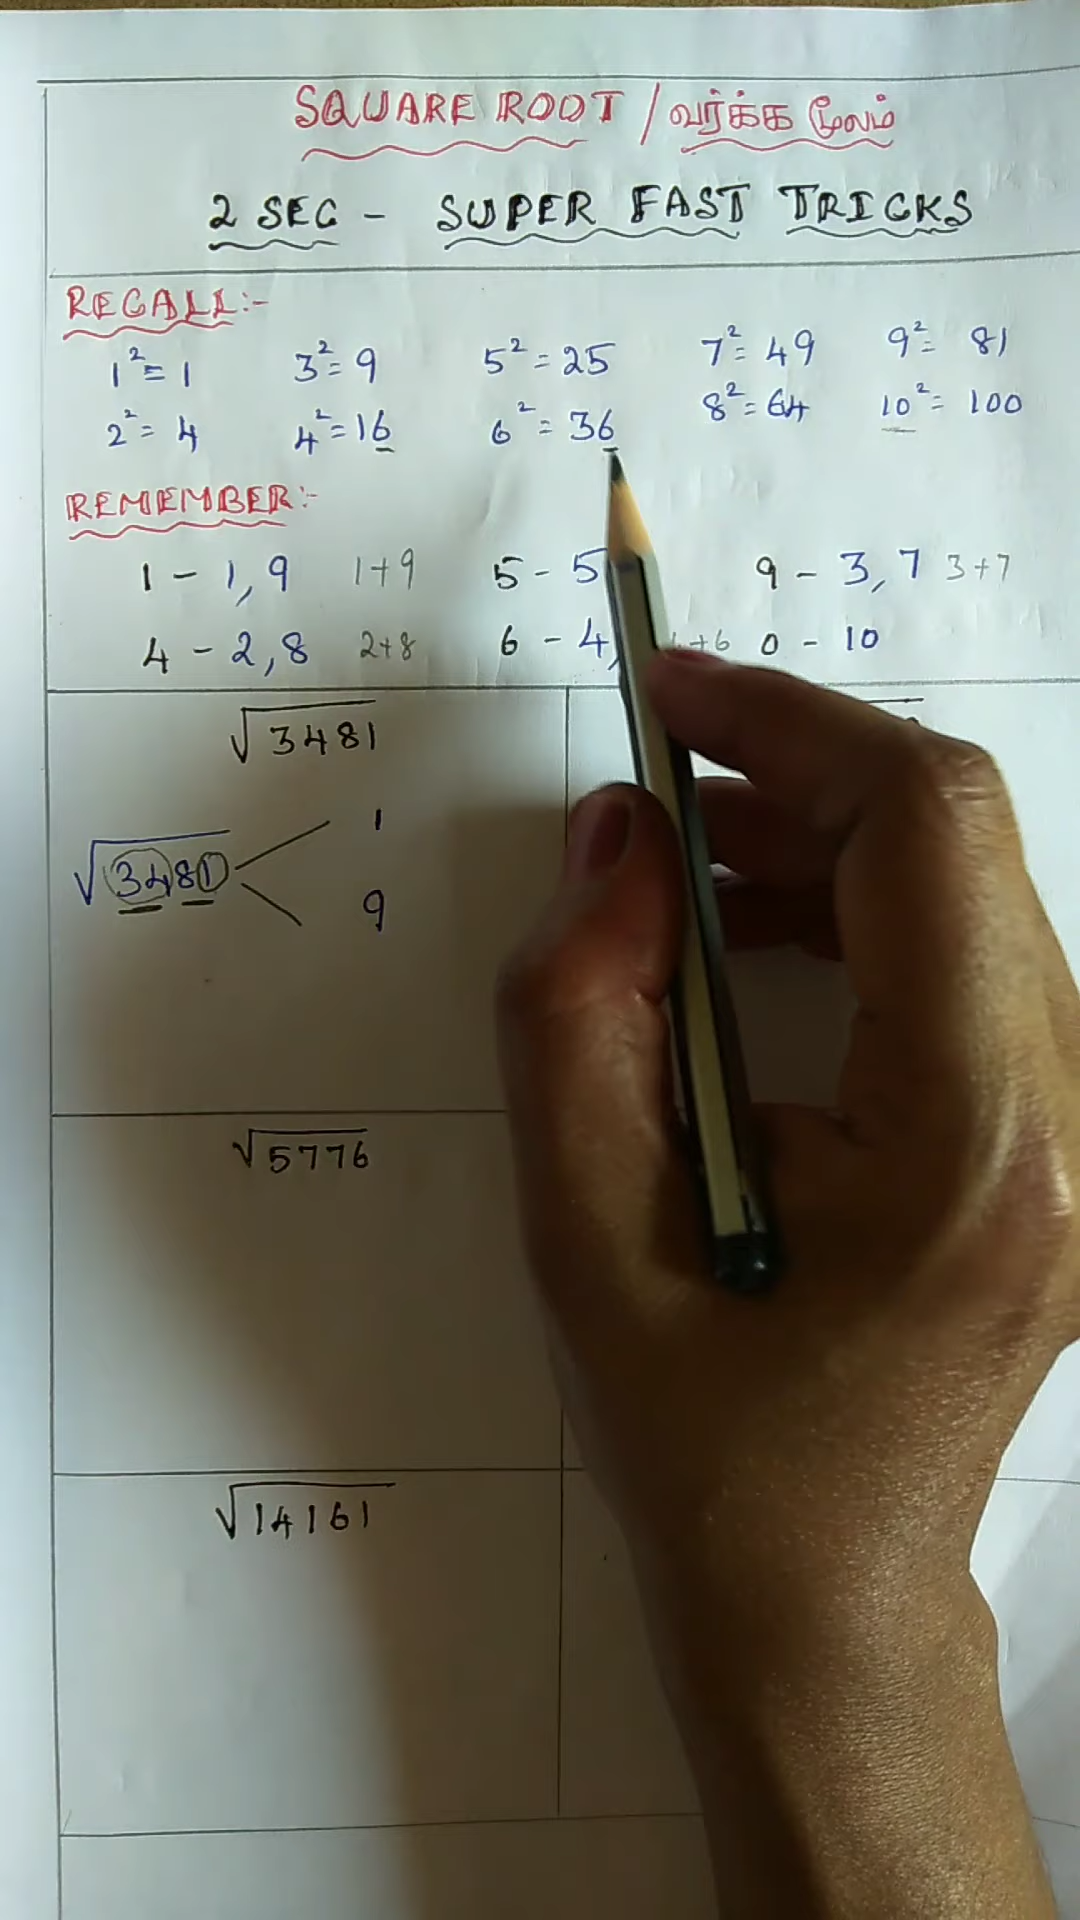 SQUARE ROOT / வர்க்க மூலம்
2 SEC - SUPER FAST TRICKS
RECALL:-
1²=1 3²=9 5²=25 7²=49 9²=81
2²=4 4²=16 6²=36 8²=64 10²=100
REMEMBER:-
1 - 1, 9 1+9 5 - 5 9 - 3, 7 3+7
4 - 2, 8 2+8 6 - 4, +6 0 - 10
√3481
1
√3481
9
√5776
√14161